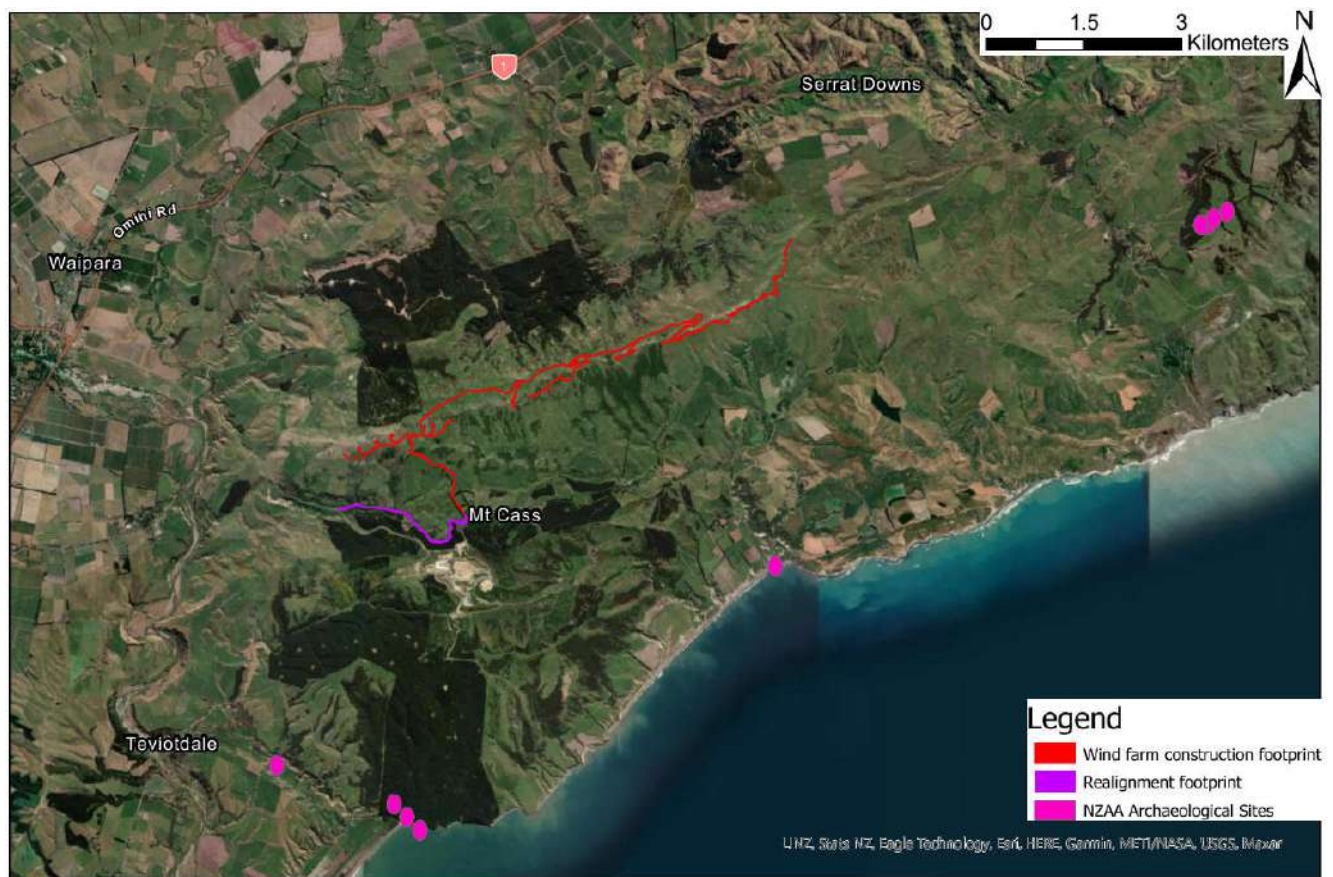 0 1.5 3
Kilometers
N
1
Serrat Downs
Omihi Rd
Waipara
Mt Cass
Teviotdale
Legend
Wind farm construction footprint
Realignment footprint
NZAA Archaeological Sites
LINZ, Stats NZ, Eagle Technology, Esri, HERE, Garmin, METI/NASA, USGS, Maxar